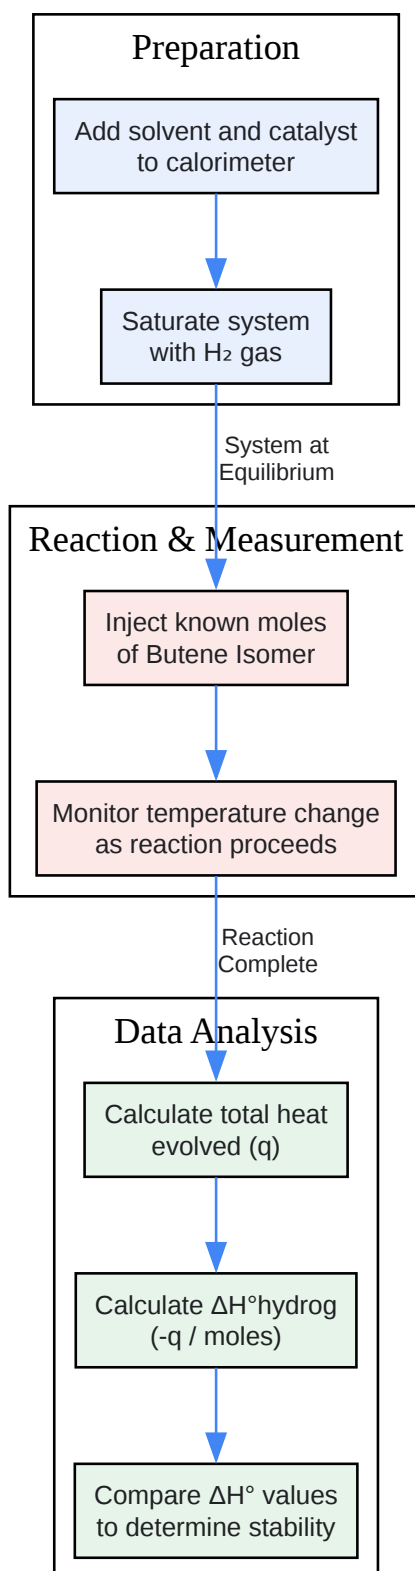 Preparation
Add solvent and catalyst
to calorimeter
Saturate system
with H₂ gas
System at
Equilibrium
Reaction & Measurement
Inject known moles
of Butene Isomer
Monitor temperature change
as reaction proceeds
Reaction
Complete
Data Analysis
Calculate total heat
evolved (q)
Calculate ΔH°hydrog
(-q / moles)
Compare ΔH° values
to determine stability